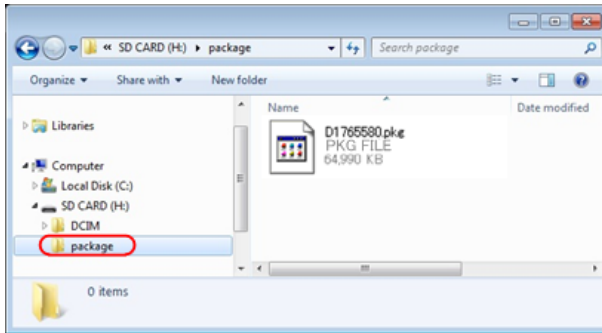 « SD CARD (H:) ▸ package
Search package
Organize Share with New folder
Name Date modified
Libraries
Computer
Local Disk (C:)
SD CARD (H:)
DCIM
package
D1765580.pkg
PKG FILE
64,990 KB
0 items